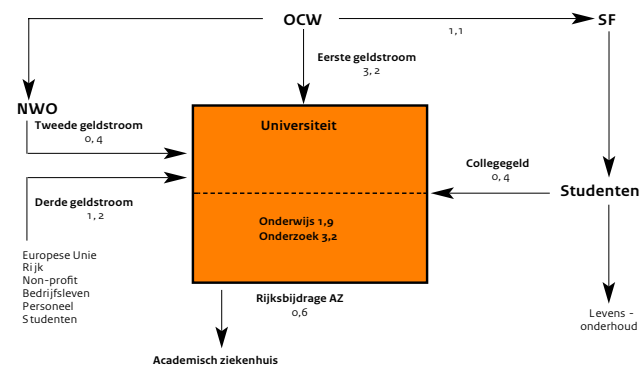 OCW
SF
1,1
Eerste geldstroom
3,2
NWO
Tweede geldstroom
0,4
Universiteit
Collegegeld
0,4
Studenten
Derde geldstroom
1,2
Onderwijs 1,9
Onderzoek 3,2
Europese Unie
Rijk
Non-profit
Bedrijfsleven
Personeel
Studenten
Rijksbijdrage AZ
0,6
Levens -
onderhoud
Academisch ziekenhuis